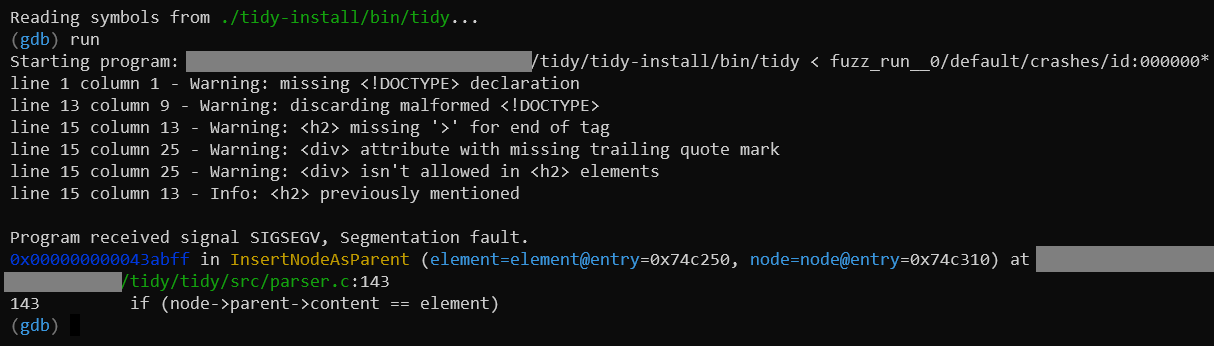 Reading symbols from ./tidy-install/bin/tidy...
(gdb) run
Starting program: /tidy/tidy-install/bin/tidy < fuzz_run__0/default/crashes/id:000000*
line 1 column 1 - Warning: missing <!DOCTYPE> declaration
line 13 column 9 - Warning: discarding malformed <!DOCTYPE>
line 15 column 13 - Warning: <h2> missing '>' for end of tag
line 15 column 25 - Warning: <div> attribute with missing trailing quote mark
line 15 column 25 - Warning: <div> isn't allowed in <h2> elements
line 15 column 13 - Info: <h2> previously mentioned
Program received signal SIGSEGV, Segmentation fault.
0x000000000043abff in InsertNodeAsParent (element=element@entry=0x74c250, node=node@entry=0x74c310) at
/tidy/tidy/src/parser.c:143
143 if (node->parent->content == element)
(gdb)